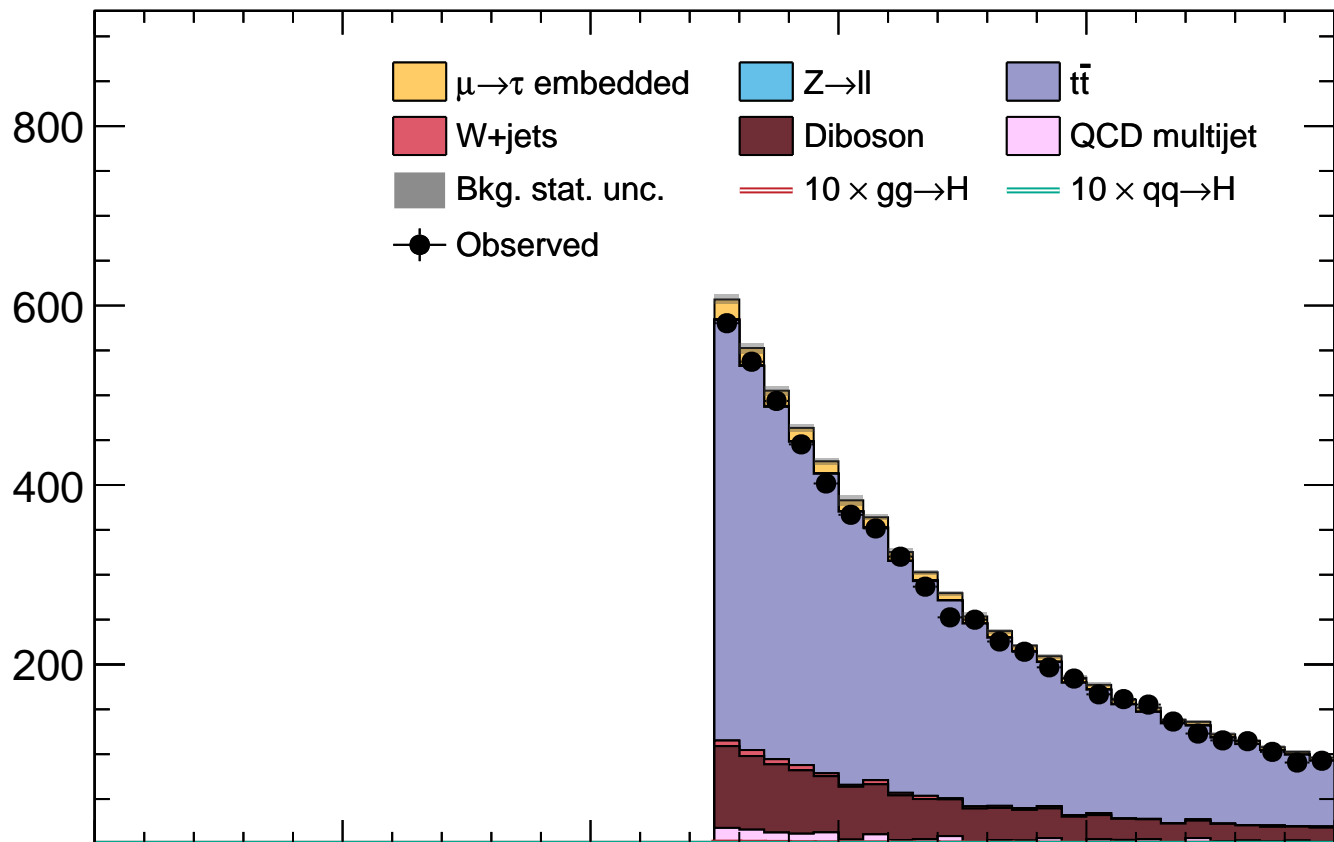 μ→τ embedded Z→ll tt̄
W+jets Diboson QCD multijet
Bkg. stat. unc. 10 × gg→H 10 × qq→H
Observed
800
600
400
200